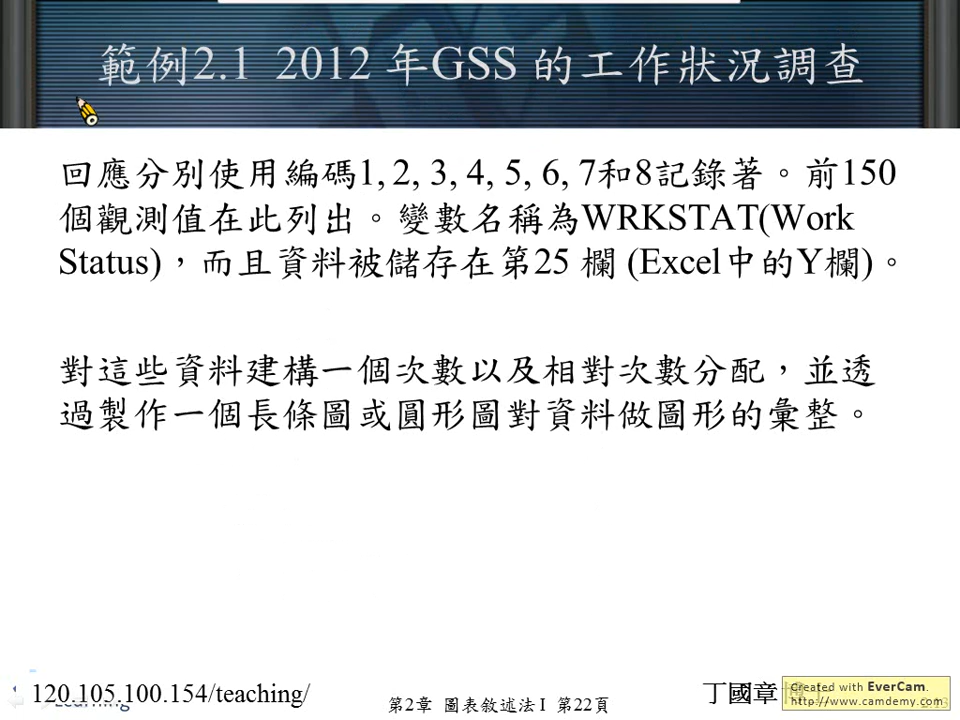 範例2.1 2012 年GSS 的工作狀況調查
回應分別使用編碼1, 2, 3, 4, 5, 6, 7和8記錄著。前150
個觀測值在此列出。變數名稱為WRKSTAT(Work
Status)，而且資料被儲存在第25 欄 (Excel中的Y欄)。
對這些資料建構一個次數以及相對次數分配，並透
過製作一個長條圖或圓形圖對資料做圖形的彙整。
120.105.100.154/teaching/
第2章 圖表敘述法 I 第22頁
丁國章
Created with EverCam.
http://www.camdemy.com